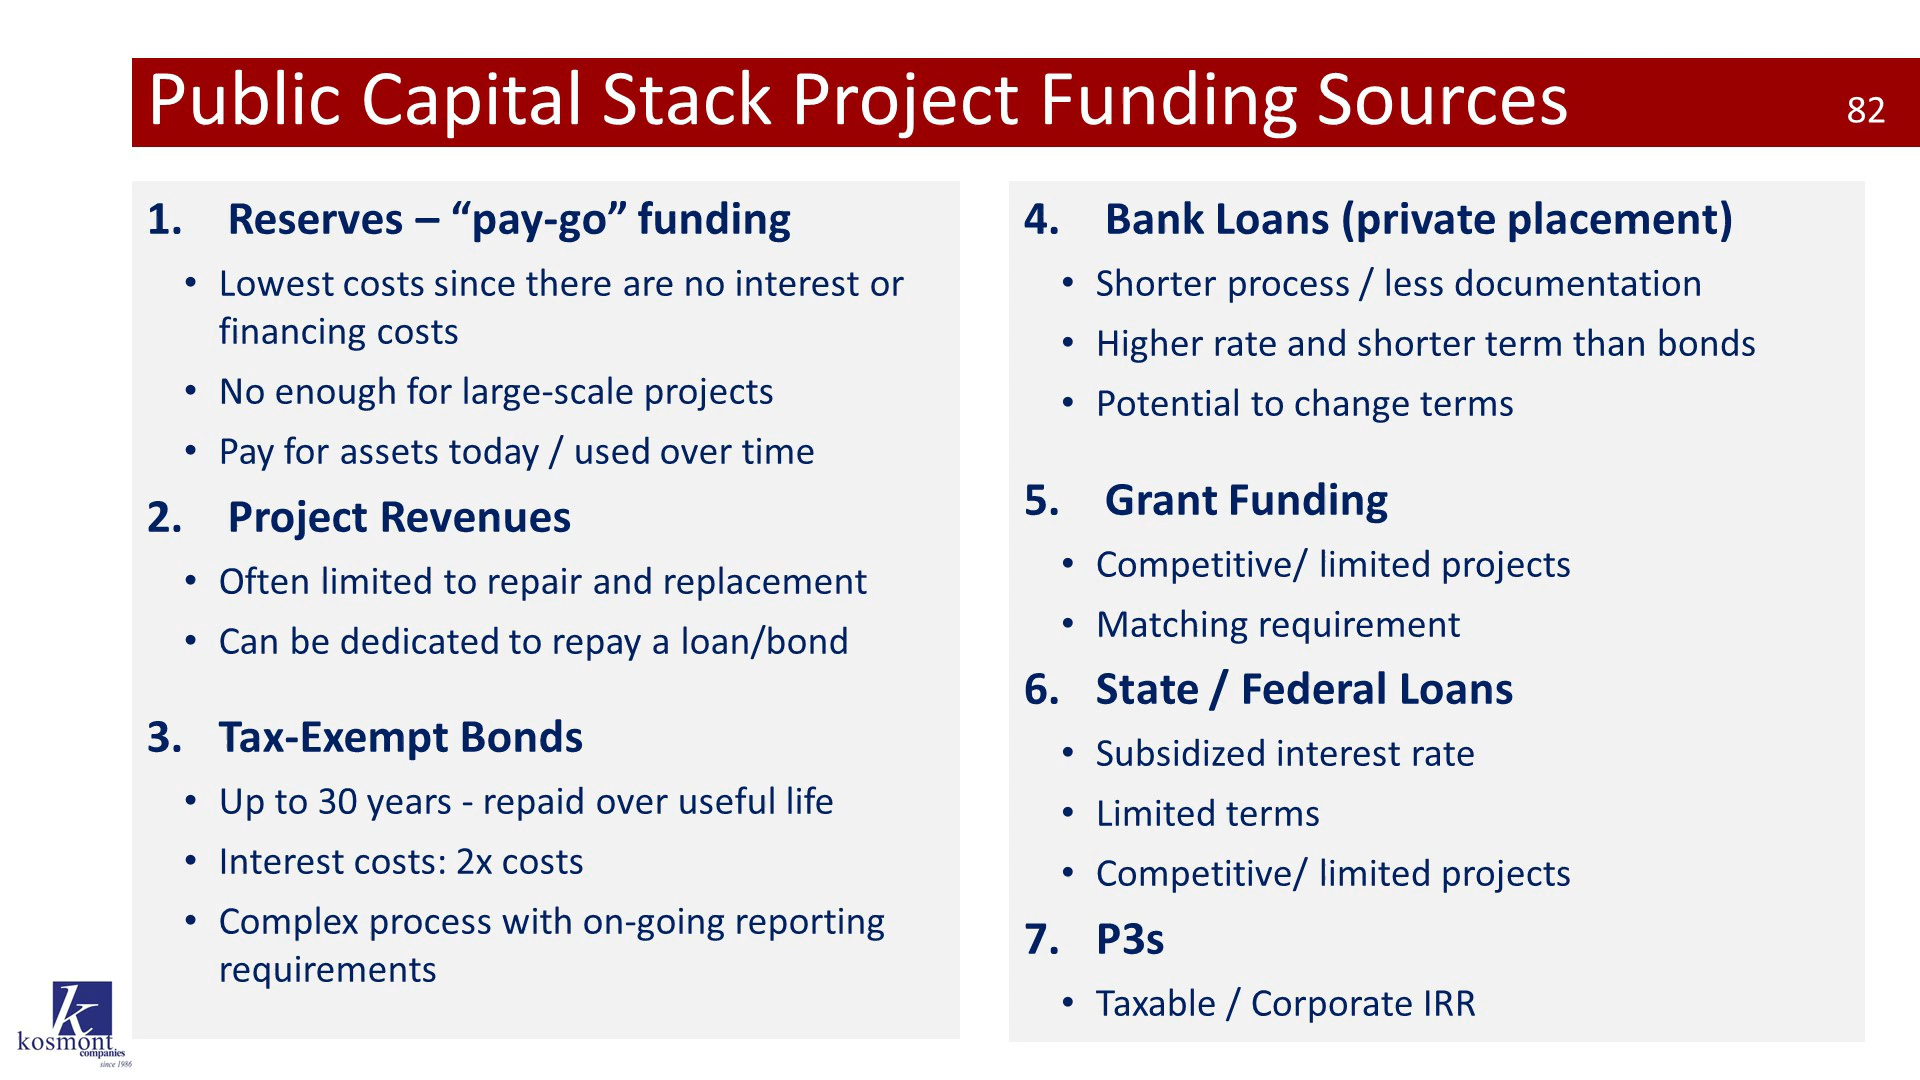 Public Capital Stack Project Funding Sources
82
1. Reserves – “pay-go” funding
• Lowest costs since there are no interest or
financing costs
• No enough for large-scale projects
• Pay for assets today / used over time
2. Project Revenues
• Often limited to repair and replacement
• Can be dedicated to repay a loan/bond
3. Tax-Exempt Bonds
• Up to 30 years - repaid over useful life
• Interest costs: 2x costs
• Complex process with on-going reporting
requirements
4. Bank Loans (private placement)
• Shorter process / less documentation
• Higher rate and shorter term than bonds
• Potential to change terms
5. Grant Funding
• Competitive/ limited projects
• Matching requirement
6. State / Federal Loans
• Subsidized interest rate
• Limited terms
• Competitive/ limited projects
7. P3s
• Taxable / Corporate IRR
k
kosmont
companies
since 1986